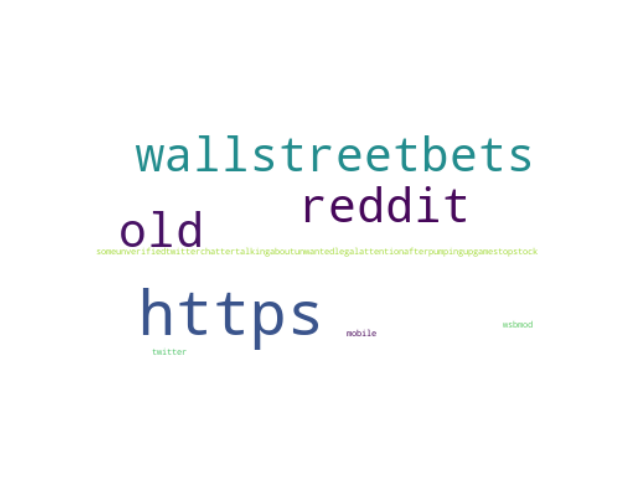 wallstreetbets
reddit
old
someunverifiedtwitterchattertalkingaboutunwantedlegalattentionafterpumpingupgamestopstock
https
wsbmod
mobile
twitter